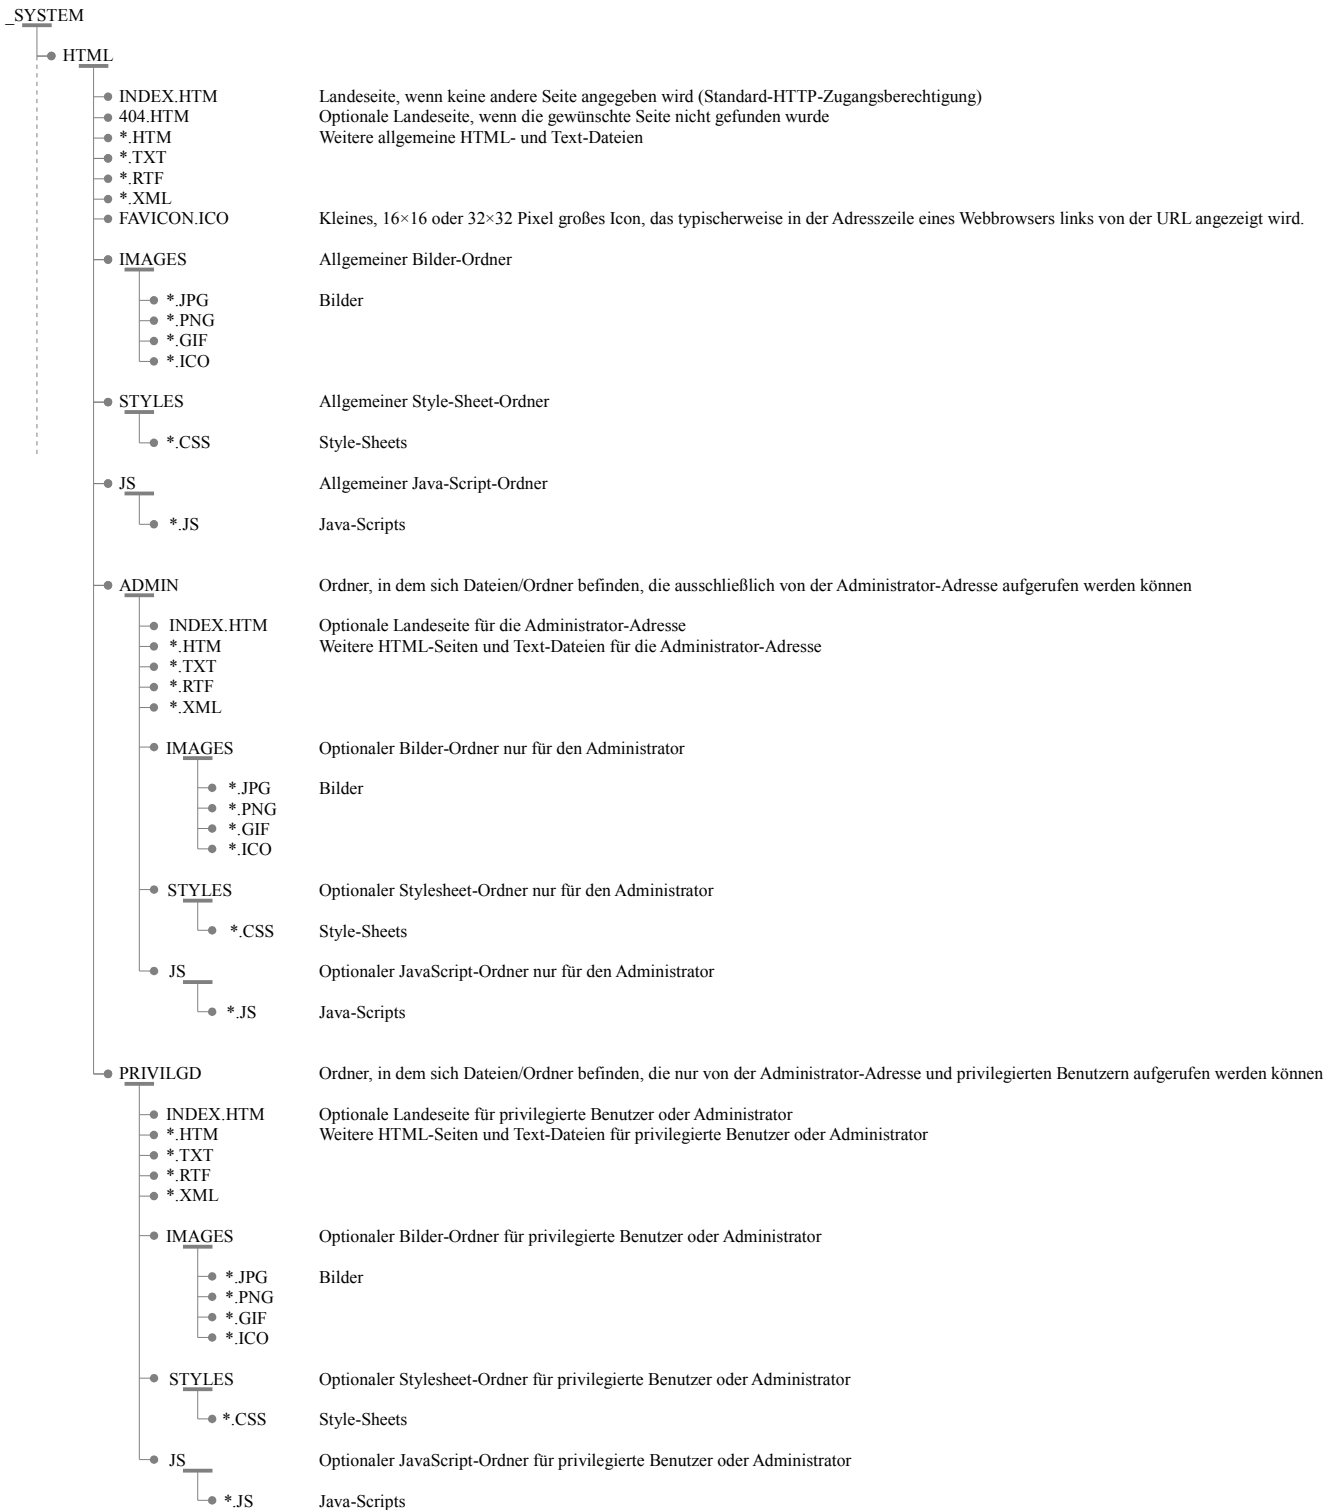 _SYSTEM
HTML
INDEX.HTM Landeseite, wenn keine andere Seite angegeben wird (Standard-HTTP-Zugangsberechtigung)
404.HTM Optionale Landeseite, wenn die gewünschte Seite nicht gefunden wurde
*.HTM Weitere allgemeine HTML- und Text-Dateien
*.TXT
*.RTF
*.XML
FAVICON.ICO Kleines, 16×16 oder 32×32 Pixel großes Icon, das typischerweise in der Adresszeile eines Webbrowsers links von der URL angezeigt wird.
IMAGES Allgemeiner Bilder-Ordner
*.JPG Bilder
*.PNG
*.GIF
*.ICO
STYLES Allgemeiner Style-Sheet-Ordner
*.CSS Style-Sheets
JS Allgemeiner Java-Script-Ordner
*.JS Java-Scripts
ADMIN Ordner, in dem sich Dateien/Ordner befinden, die ausschließlich von der Administrator-Adresse aufgerufen werden können
INDEX.HTM Optionale Landeseite für die Administrator-Adresse
*.HTM Weitere HTML-Seiten und Text-Dateien für die Administrator-Adresse
*.TXT
*.RTF
*.XML
IMAGES Optionaler Bilder-Ordner nur für den Administrator
*.JPG Bilder
*.PNG
*.GIF
*.ICO
STYLES Optionaler Stylesheet-Ordner nur für den Administrator
*.CSS Style-Sheets
JS Optionaler JavaScript-Ordner nur für den Administrator
*.JS Java-Scripts
PRIVILGD Ordner, in dem sich Dateien/Ordner befinden, die nur von der Administrator-Adresse und privilegierten Benutzern aufgerufen werden können
INDEX.HTM Optionale Landeseite für privilegierte Benutzer oder Administrator
*.HTM Weitere HTML-Seiten und Text-Dateien für privilegierte Benutzer oder Administrator
*.TXT
*.RTF
*.XML
IMAGES Optionaler Bilder-Ordner für privilegierte Benutzer oder Administrator
*.JPG Bilder
*.PNG
*.GIF
*.ICO
STYLES Optionaler Stylesheet-Ordner für privilegierte Benutzer oder Administrator
*.CSS Style-Sheets
JS Optionaler JavaScript-Ordner für privilegierte Benutzer oder Administrator
*.JS Java-Scripts